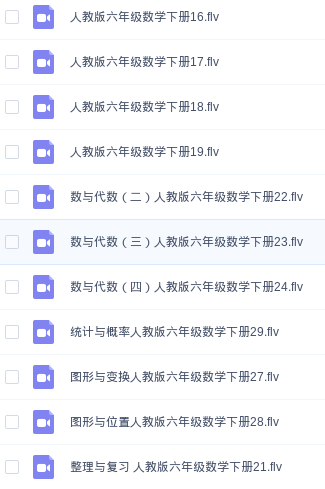 人教版六年级数学下册16.flv
人教版六年级数学下册17.flv
人教版六年级数学下册18.flv
人教版六年级数学下册19.flv
数与代数（二）人教版六年级数学下册22.flv
数与代数（三）人教版六年级数学下册23.flv
数与代数（四）人教版六年级数学下册24.flv
统计与概率人教版六年级数学下册29.flv
图形与变换人教版六年级数学下册27.flv
图形与位置人教版六年级数学下册28.flv
整理与复习 人教版六年级数学下册21.flv